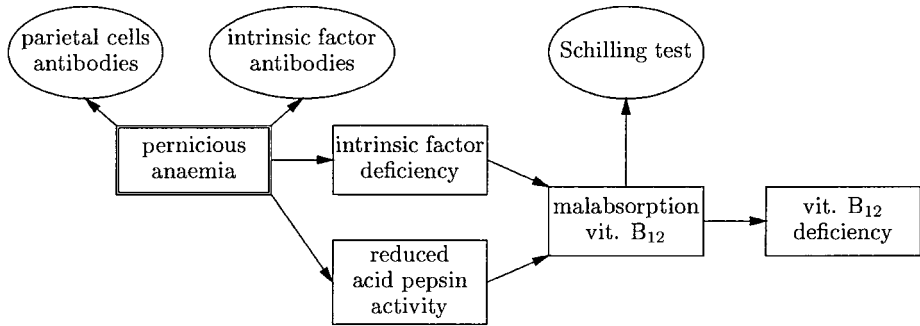 parietal cells
antibodies
intrinsic factor
antibodies
Schilling test
pernicious
anaemia
intrinsic factor
deficiency
malabsorption
vit. B₁₂
vit. B₁₂
deficiency
reduced
acid pepsin
activity